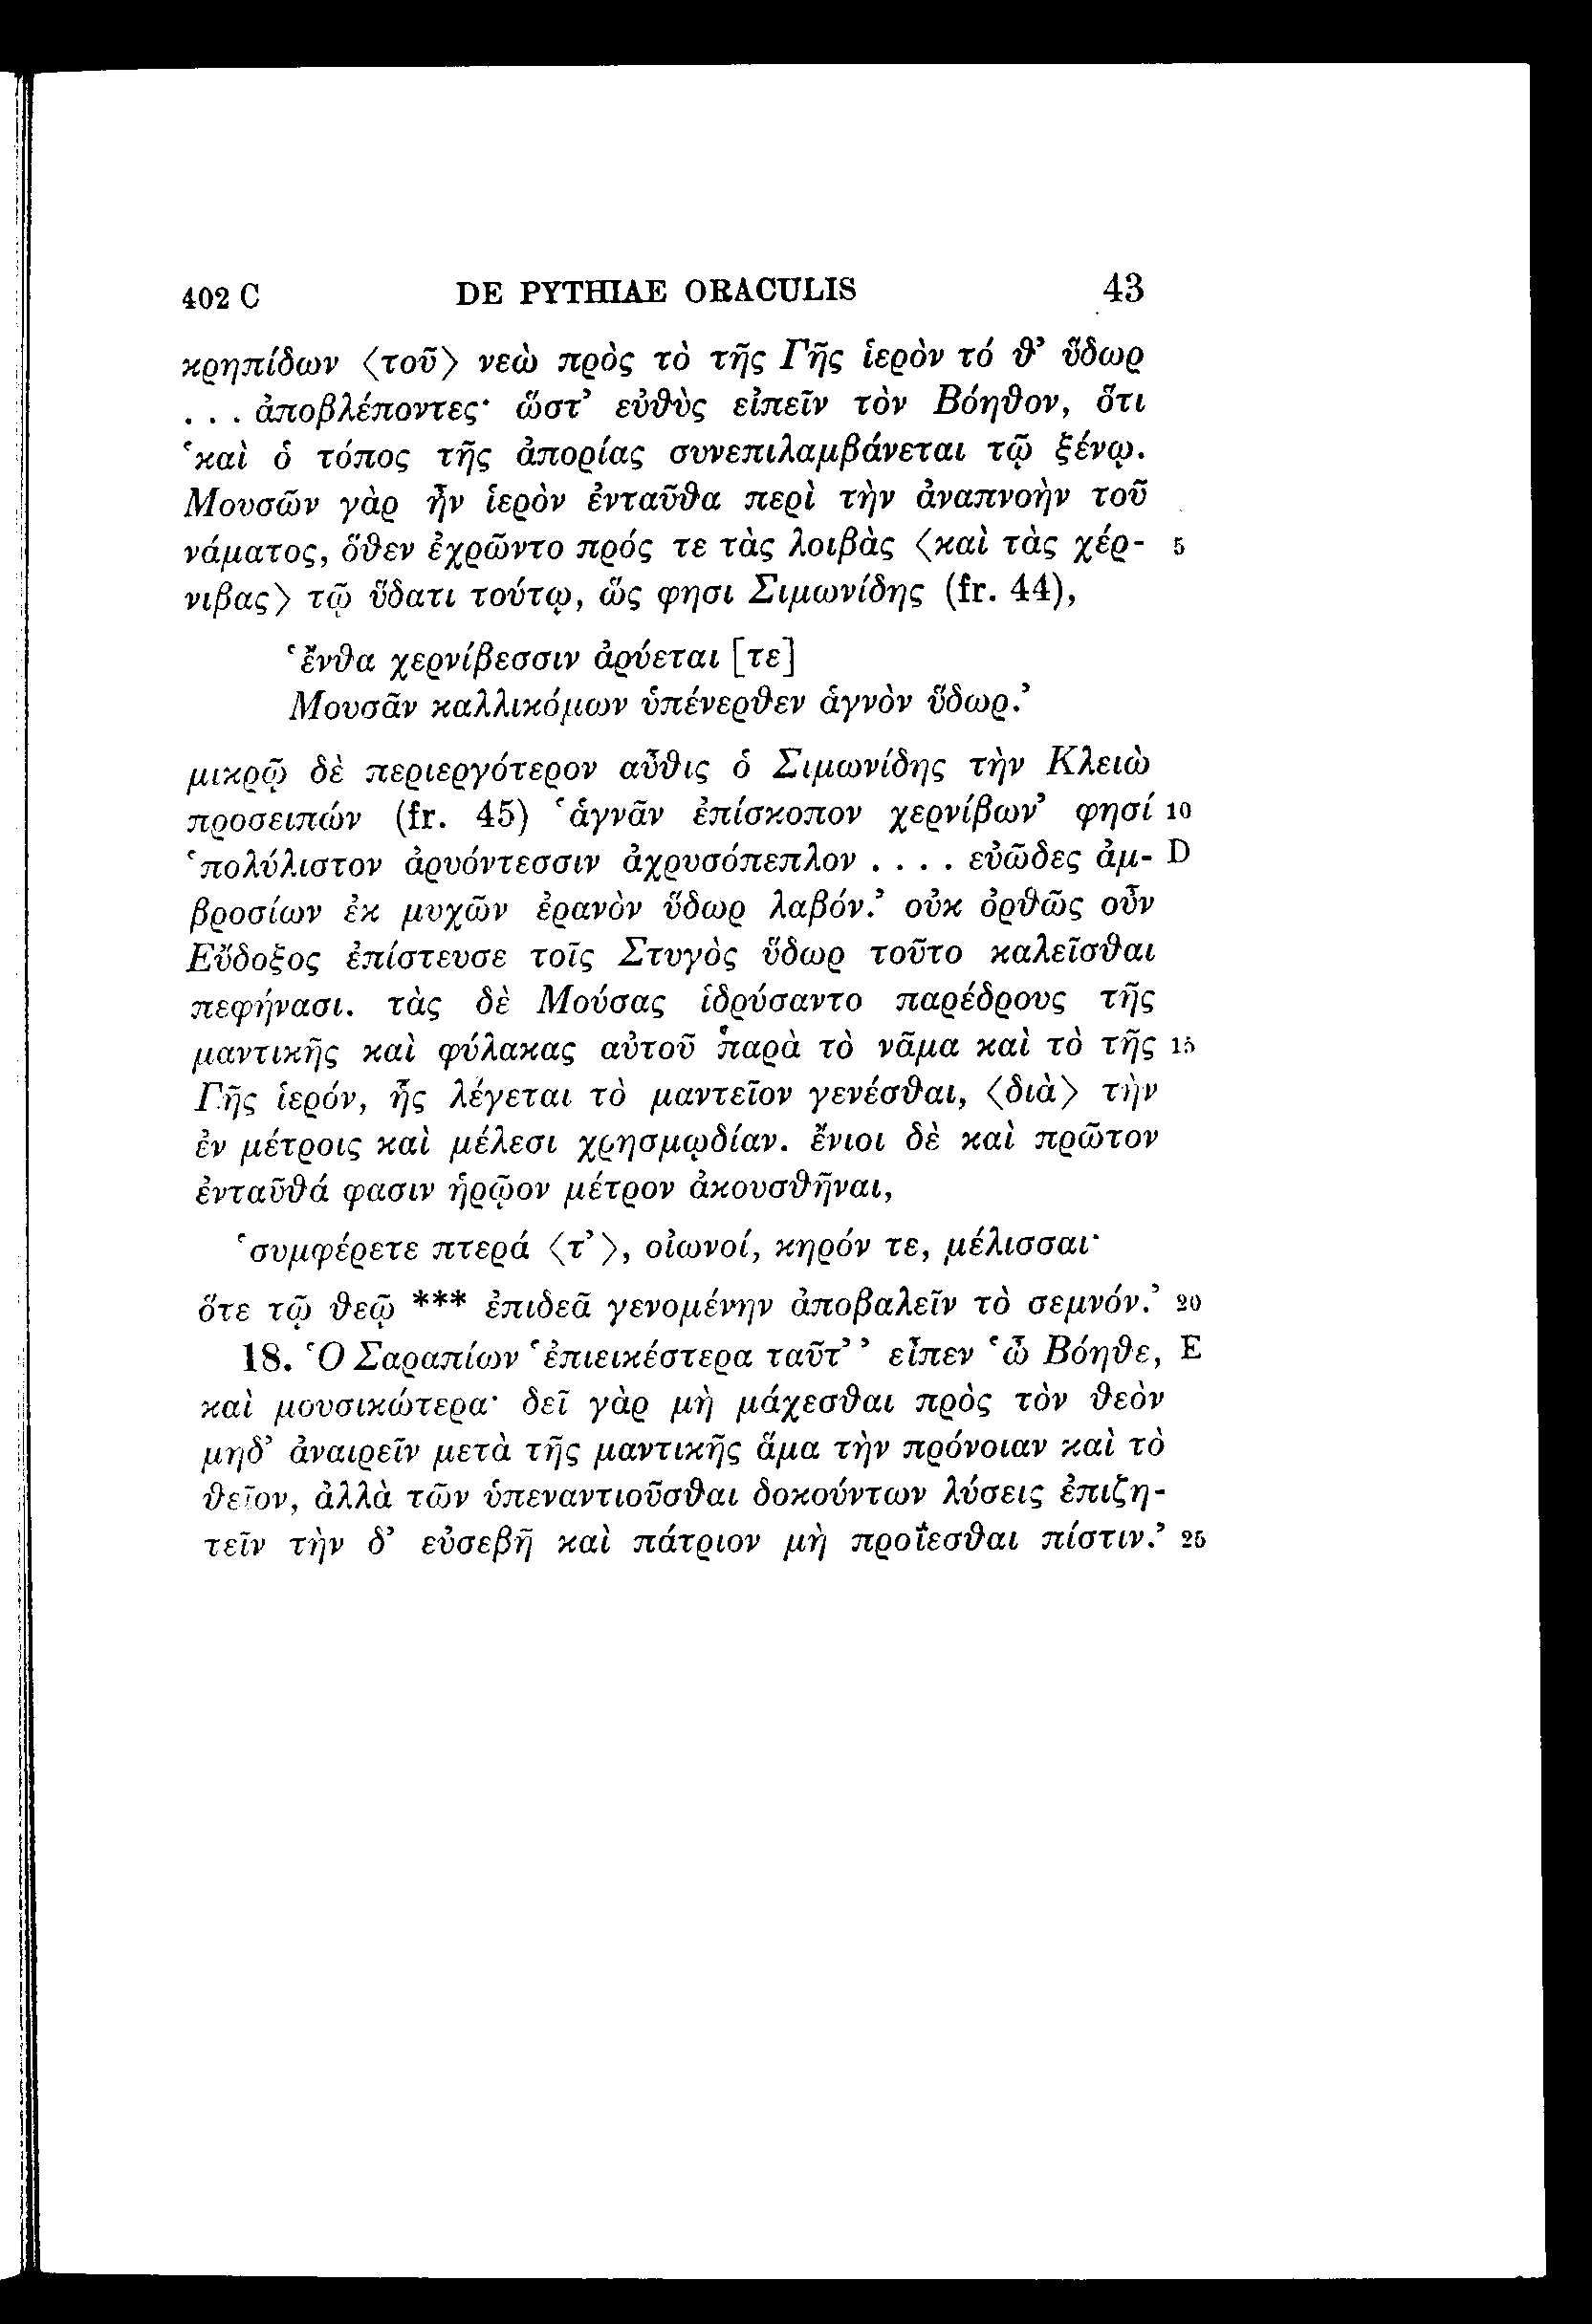 402 C DE PYTHIAE ORACULIS 43
κρηπίδων 〈τοῦ〉 νεὼ πρὸς τὸ τῆς Γῆς ἱερὸν τό θ’ ὕδωρ
. . . ἀποβλέποντες· ὥστ’ εὐθὺς εἰπεῖν τὸν Βόηθον, ὅτι
‘καὶ ὁ τόπος τῆς ἀπορίας συνεπιλαμβάνεται τῷ ξένῳ.
Μουσῶν γὰρ ἦν ἱερὸν ἐνταῦθα περὶ τὴν ἀναπνοὴν τοῦ
νάματος, ὅθεν ἐχρῶντο πρός τε τὰς λοιβὰς 〈καὶ τὰς χέρ- 5
νιβας〉 τῷ ὕδατι τούτῳ, ὥς φησι Σιμωνίδης (fr. 44),
‘ἔνθα χερνίβεσσιν ἀρύεται [τε]
Μουσᾶν καλλικόμων ὑπένερθεν ἁγνὸν ὕδωρ.’
μικρῷ δὲ περιεργότερον αὖθις ὁ Σιμωνίδης τὴν Κλειὼ
προσειπών (fr. 45) ‘ἁγνᾶν ἐπίσκοπον χερνίβων’ φησί 10
‘πολύλιστον ἀρυόντεσσιν ἀχρυσόπεπλον . . . . εὐῶδες ἀμ- D
βροσίων ἐκ μυχῶν ἐρανὸν ὕδωρ λαβόν.’ οὐκ ὀρθῶς οὖν
Εὔδοξος ἐπίστευσε τοῖς Στυγὸς ὕδωρ τοῦτο καλεῖσθαι
πεφήνασι. τὰς δὲ Μούσας ἱδρύσαντο παρέδρους τῆς
μαντικῆς καὶ φύλακας αὐτοῦ παρὰ τὸ νᾶμα καὶ τὸ τῆς 15
Γῆς ἱερόν, ἧς λέγεται τὸ μαντεῖον γενέσθαι, 〈διὰ〉 τὴν
ἐν μέτροις καὶ μέλεσι χρησμῳδίαν. ἔνιοι δὲ καὶ πρῶτον
ἐνταῦθά φασιν ἡρῷον μέτρον ἀκουσθῆναι,
‘συμφέρετε πτερά 〈τ’〉, οἰωνοί, κηρόν τε, μέλισσαι·
ὅτε τῷ θεῷ *** ἐπιδεᾶ γενομένην ἀποβαλεῖν τὸ σεμνόν.’ 20
18. Ὁ Σαραπίων ‘ἐπιεικέστερα ταῦτ’ ’ εἶπεν ‘ὦ Βόηθε, E
καὶ μουσικώτερα· δεῖ γὰρ μὴ μάχεσθαι πρὸς τὸν θεὸν
μηδ’ ἀναιρεῖν μετὰ τῆς μαντικῆς ἅμα τὴν πρόνοιαν καὶ τὸ
θεῖον, ἀλλὰ τῶν ὑπεναντιοῦσθαι δοκούντων λύσεις ἐπιζη-
τεῖν τὴν δ’ εὐσεβῆ καὶ πάτριον μὴ προΐεσθαι πίστιν.’ 25